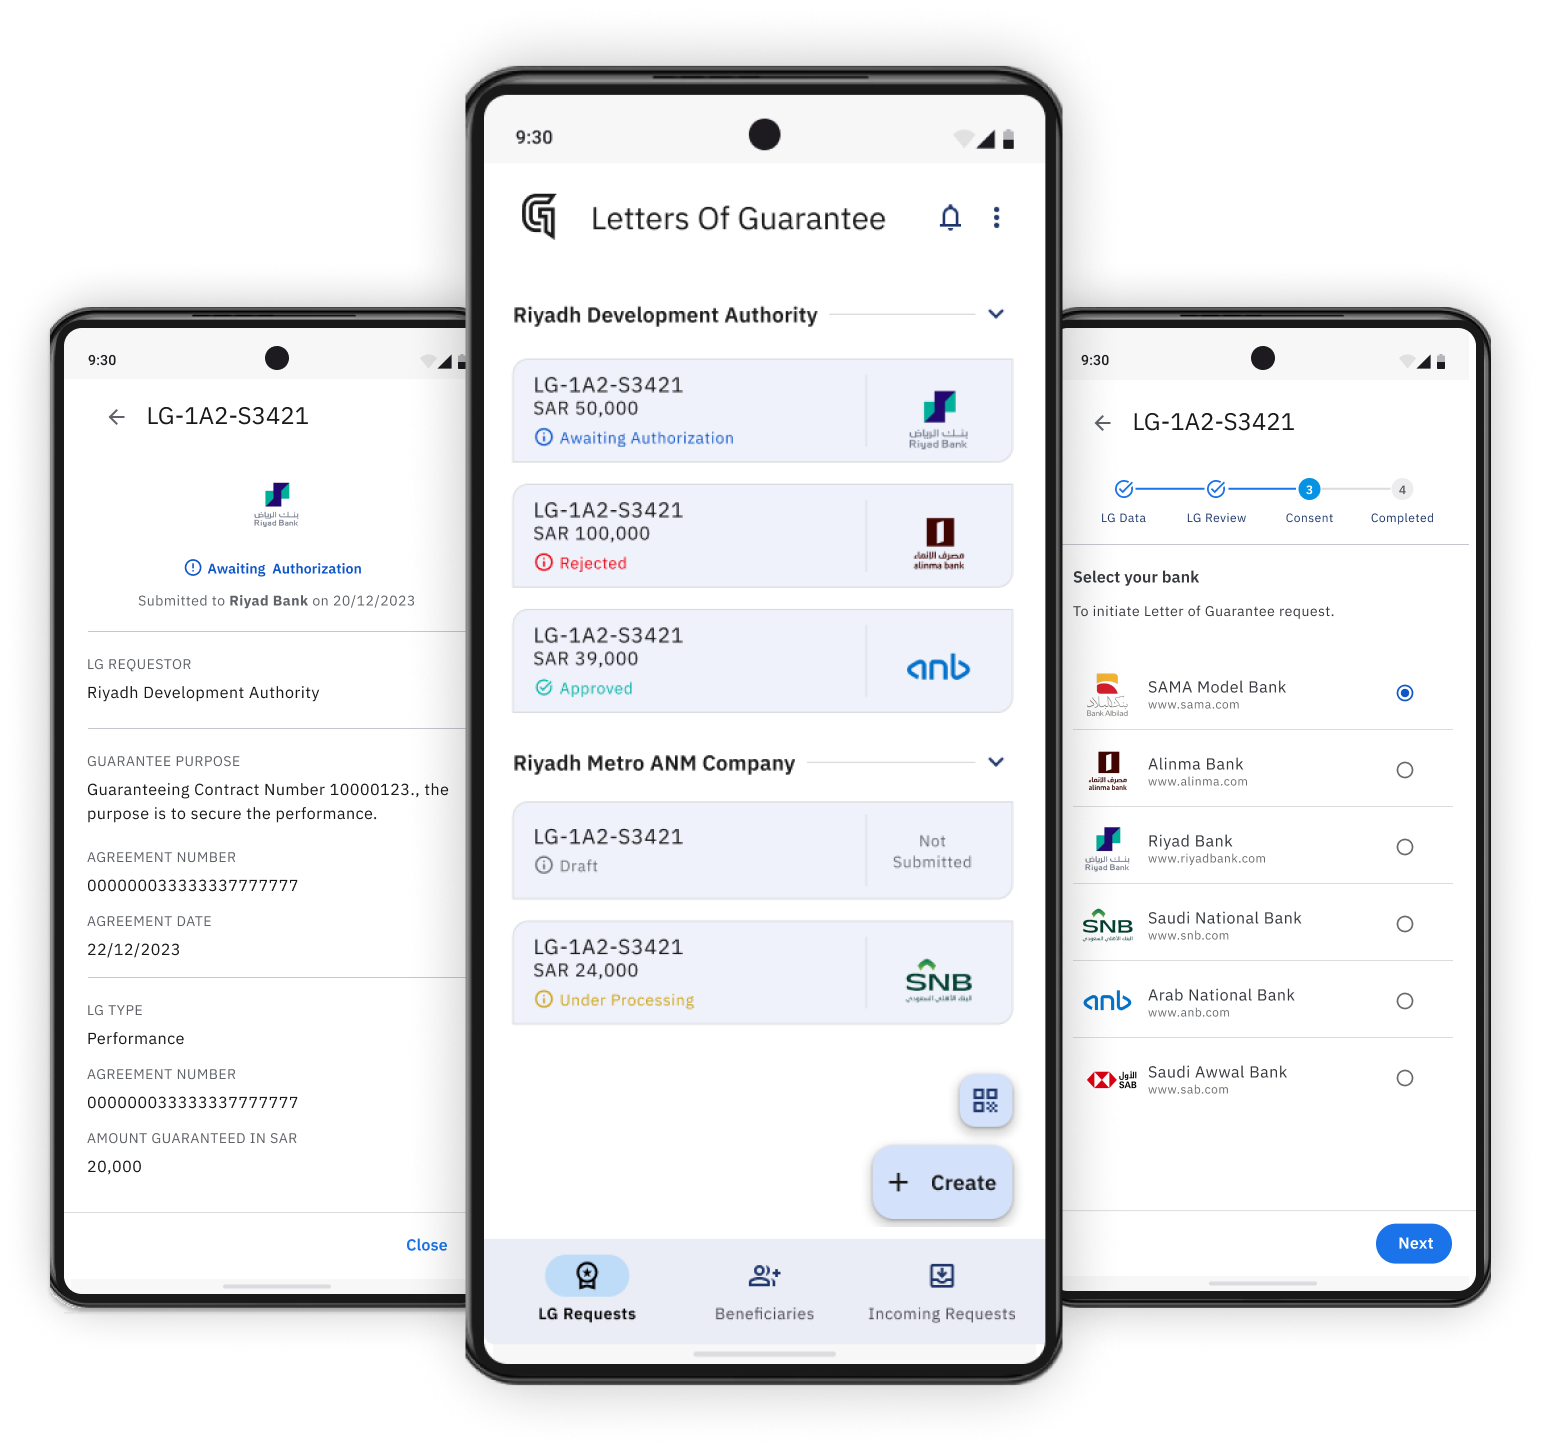 9:30
LG-1A2-S3421
بنك الرياض
Riyad Bank
Awaiting Authorization
Submitted to Riyad Bank on 20/12/2023
LG REQUESTOR
Riyadh Development Authority
GUARANTEE PURPOSE
Guaranteeing Contract Number 10000123., the
purpose is to secure the performance.
AGREEMENT NUMBER
000000033333337777777
AGREEMENT DATE
22/12/2023
LG TYPE
Performance
AGREEMENT NUMBER
000000033333337777777
AMOUNT GUARANTEED IN SAR
20,000
Close
9:30
Letters Of Guarantee
Riyadh Development Authority
LG-1A2-S3421
SAR 50,000
Awaiting Authorization
بنك الرياض
Riyad Bank
LG-1A2-S3421
SAR 100,000
Rejected
مصرف الإنماء
alinma bank
LG-1A2-S3421
SAR 39,000
Approved
anb
Riyadh Metro ANM Company
LG-1A2-S3421
Draft
Not
Submitted
LG-1A2-S3421
SAR 24,000
Under Processing
SNB
البنك الأهلي السعودي
Create
LG Requests
Beneficiaries
Incoming Requests
9:30
LG-1A2-S3421
3
4
LG Data
LG Review
Consent
Completed
Select your bank
To initiate Letter of Guarantee request.
بنك البلاد
Bank Albilad
SAMA Model Bank
www.sama.com
مصرف الإنماء
alinma bank
Alinma Bank
www.alinma.com
بنك الرياض
Riyad Bank
Riyad Bank
www.riyadbank.com
SNB
البنك الأهلي السعودي
Saudi National Bank
www.snb.com
anb
Arab National Bank
www.anb.com
الأول
SAB
Saudi Awwal Bank
www.sab.com
Next